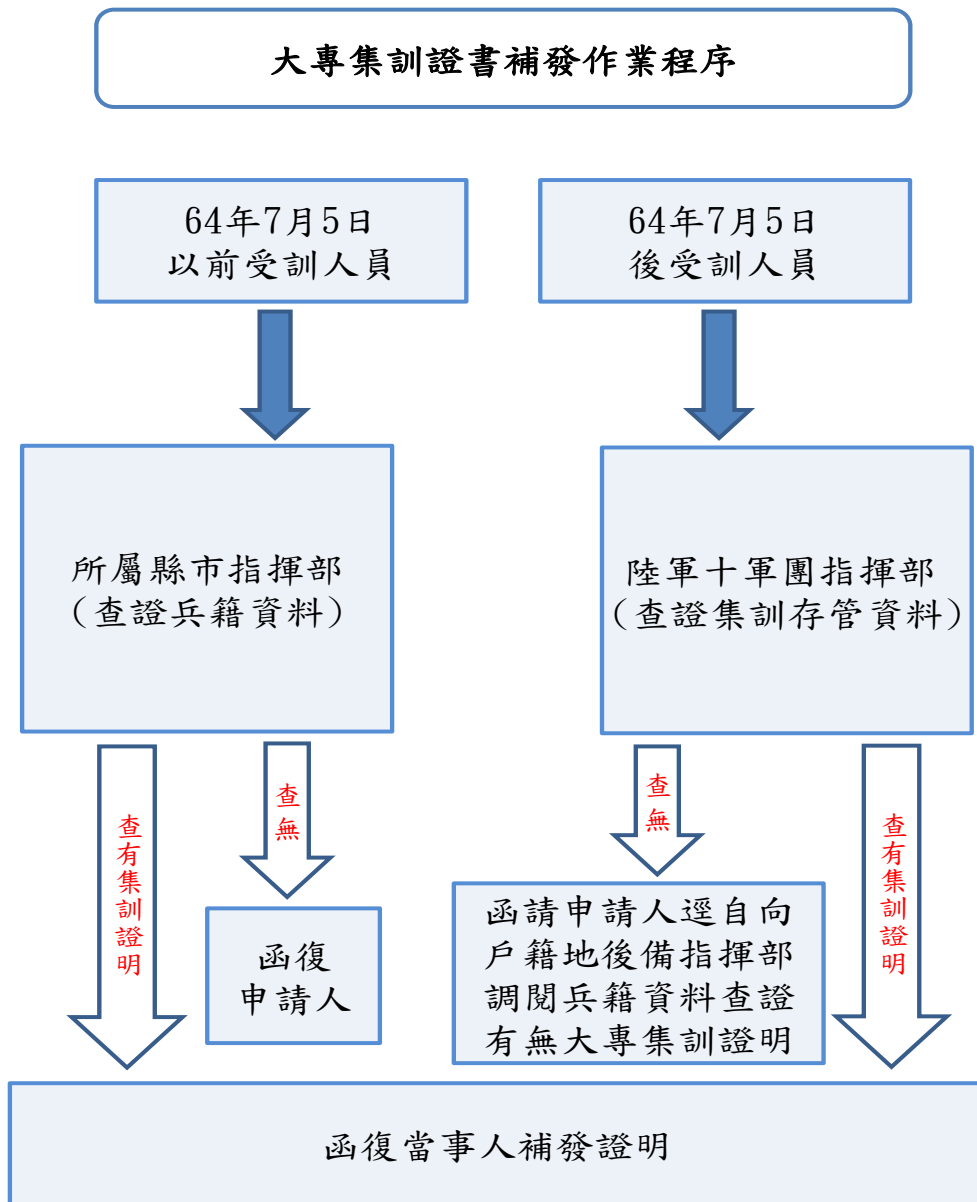 大專集訓證書補發作業程序
64年7月5日
以前受訓人員
64年7月5日
後受訓人員
所屬縣市指揮部
(查證兵籍資料)
陸軍十軍團指揮部
(查證集訓存管資料)
查有集訓證明
查無
查無
查有集訓證明
函復
申請人
函請申請人逕自向
戶籍地後備指揮部
調閱兵籍資料查證
有無大專集訓證明
函復當事人補發證明